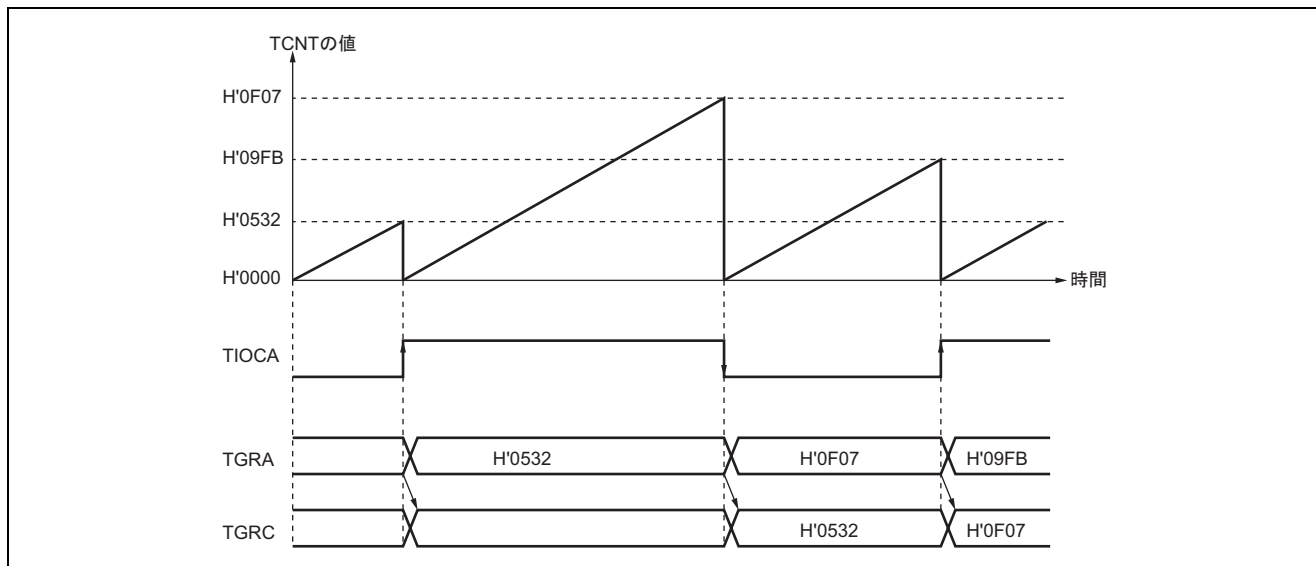 TCNTの値
H'0F07
H'09FB
H'0532
H'0000
時間
TIOCA
TGRA H'0532 H'0F07 H'09FB
TGRC H'0532 H'0F07